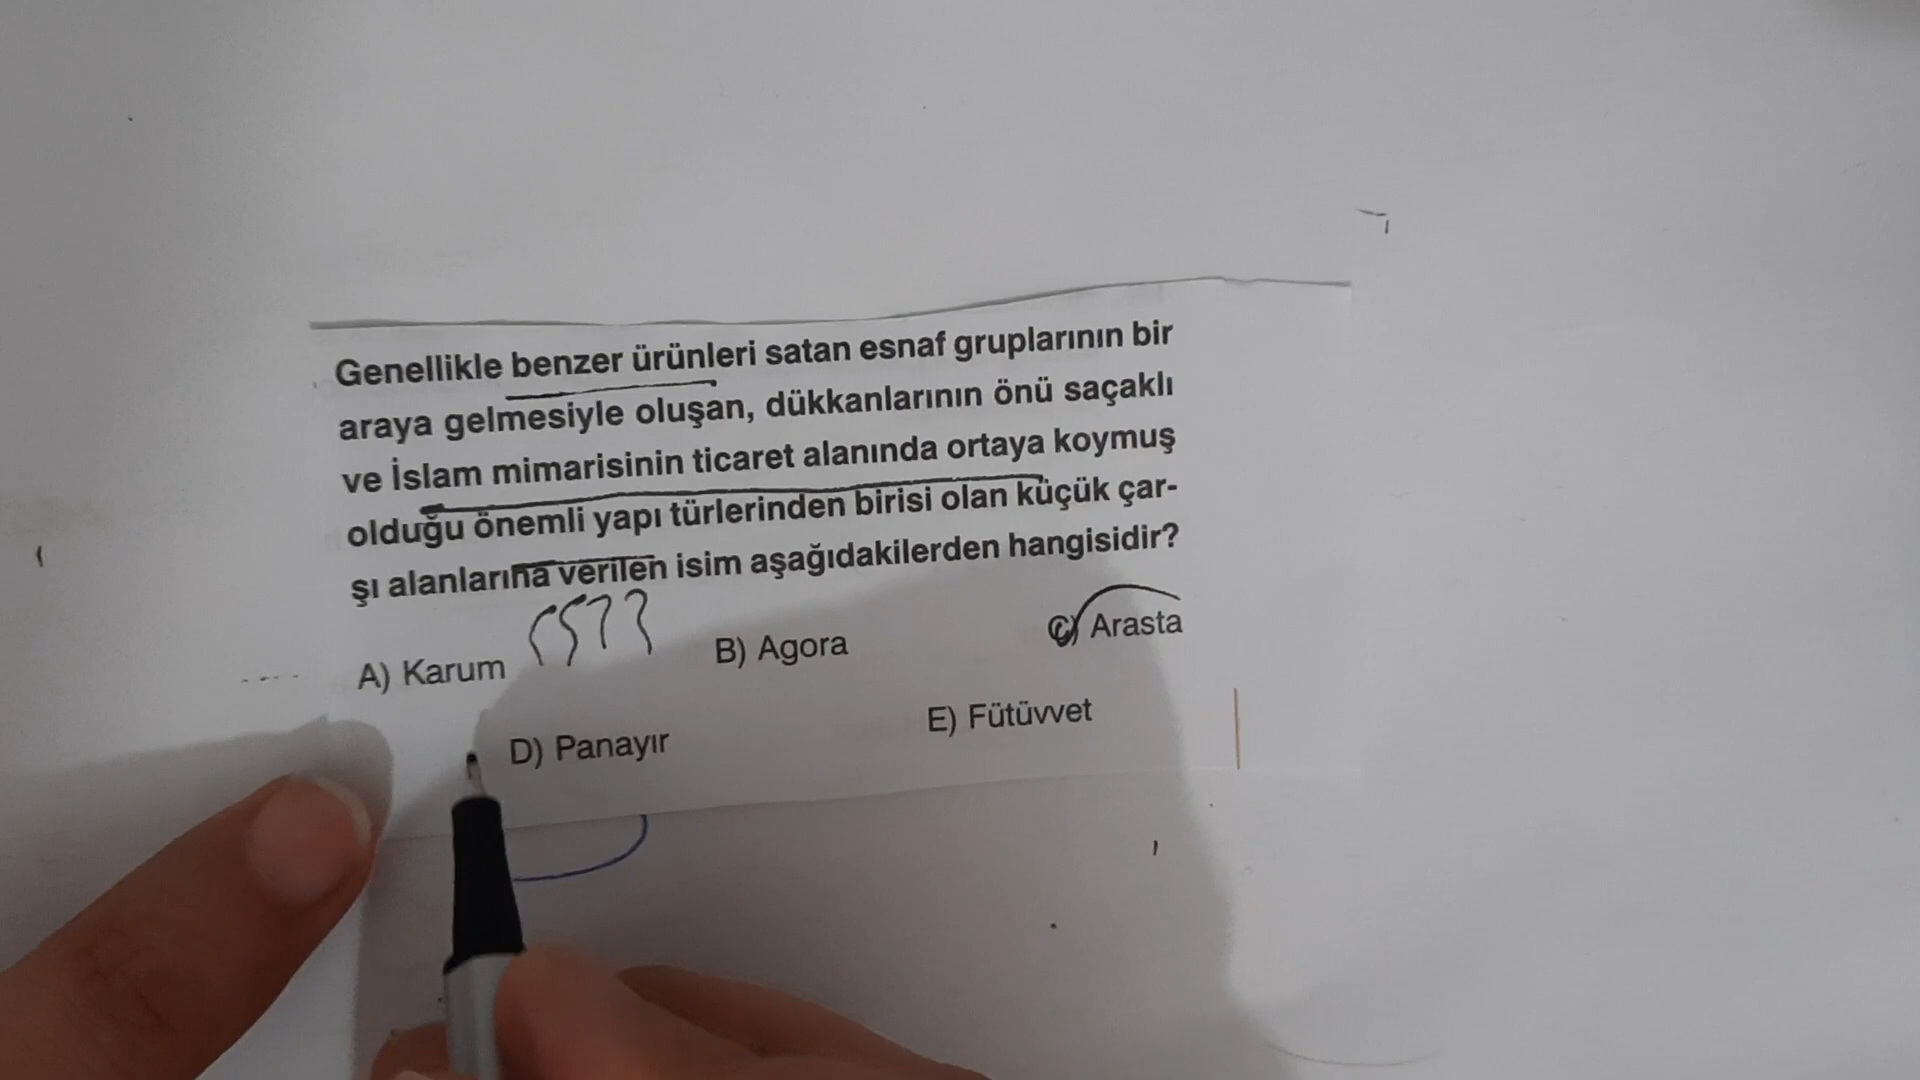 Genellikle benzer ürünleri satan esnaf gruplarının bir
araya gelmesiyle oluşan, dükkanlarının önü saçaklı
ve İslam mimarisinin ticaret alanında ortaya koymuş
olduğu önemli yapı türlerinden birisi olan küçük çar-
şı alanlarına verilen isim aşağıdakilerden hangisidir?
A) Karum B) Agora C) Arasta
D) Panayır E) Fütüvvet